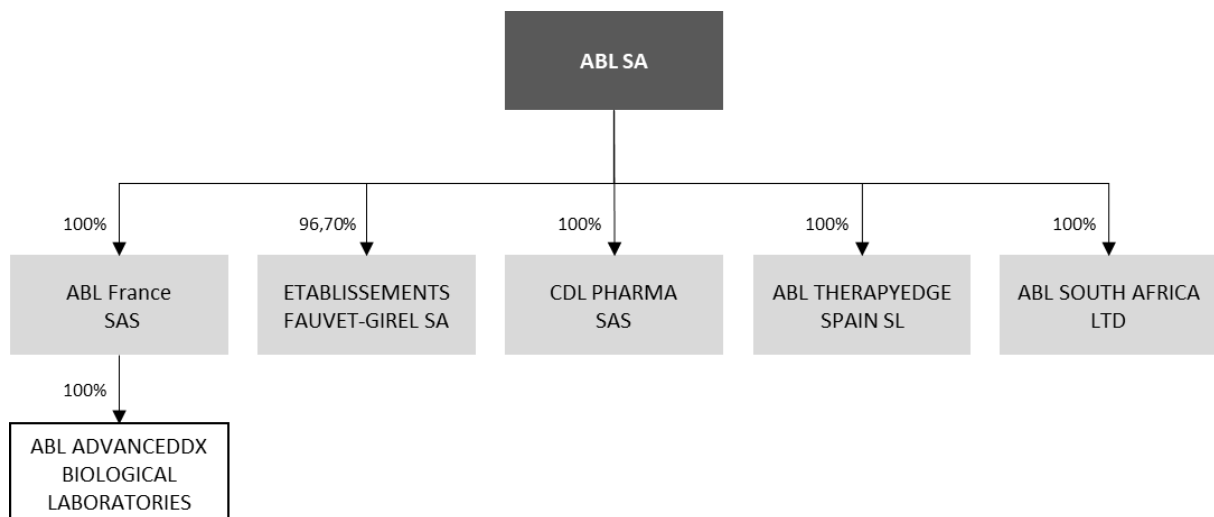 ABL SA
100%
96,70%
100%
100%
100%
ABL France
SAS
ETABLISSEMENTS
FAUVET-GIREL SA
CDL PHARMA
SAS
ABL THERAPYEDGE
SPAIN SL
ABL SOUTH AFRICA
LTD
100%
ABL ADVANCEDDX
BIOLOGICAL
LABORATORIES